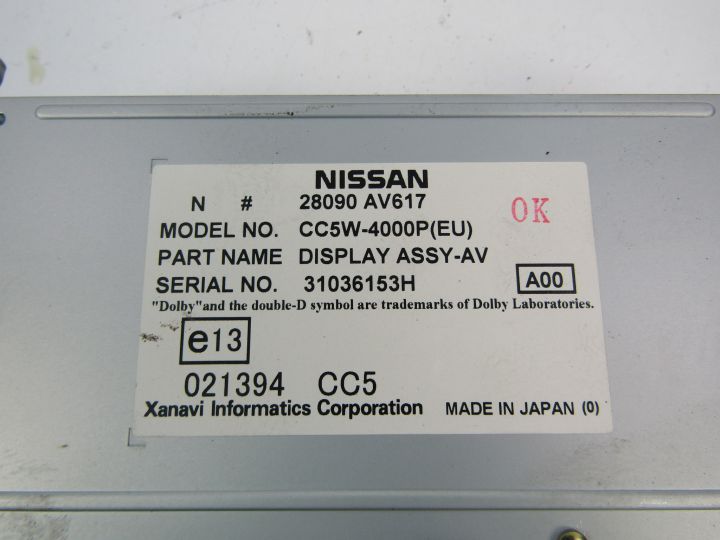 NISSAN
N # 28090 AV617
OK
MODEL NO. CC5W-4000P(EU)
PART NAME DISPLAY ASSY-AV
SERIAL NO. 31036153H A00
"Dolby"and the double-D symbol are trademarks of Dolby Laboratories.
e13
021394 CC5
Xanavi Informatics Corporation MADE IN JAPAN (0)